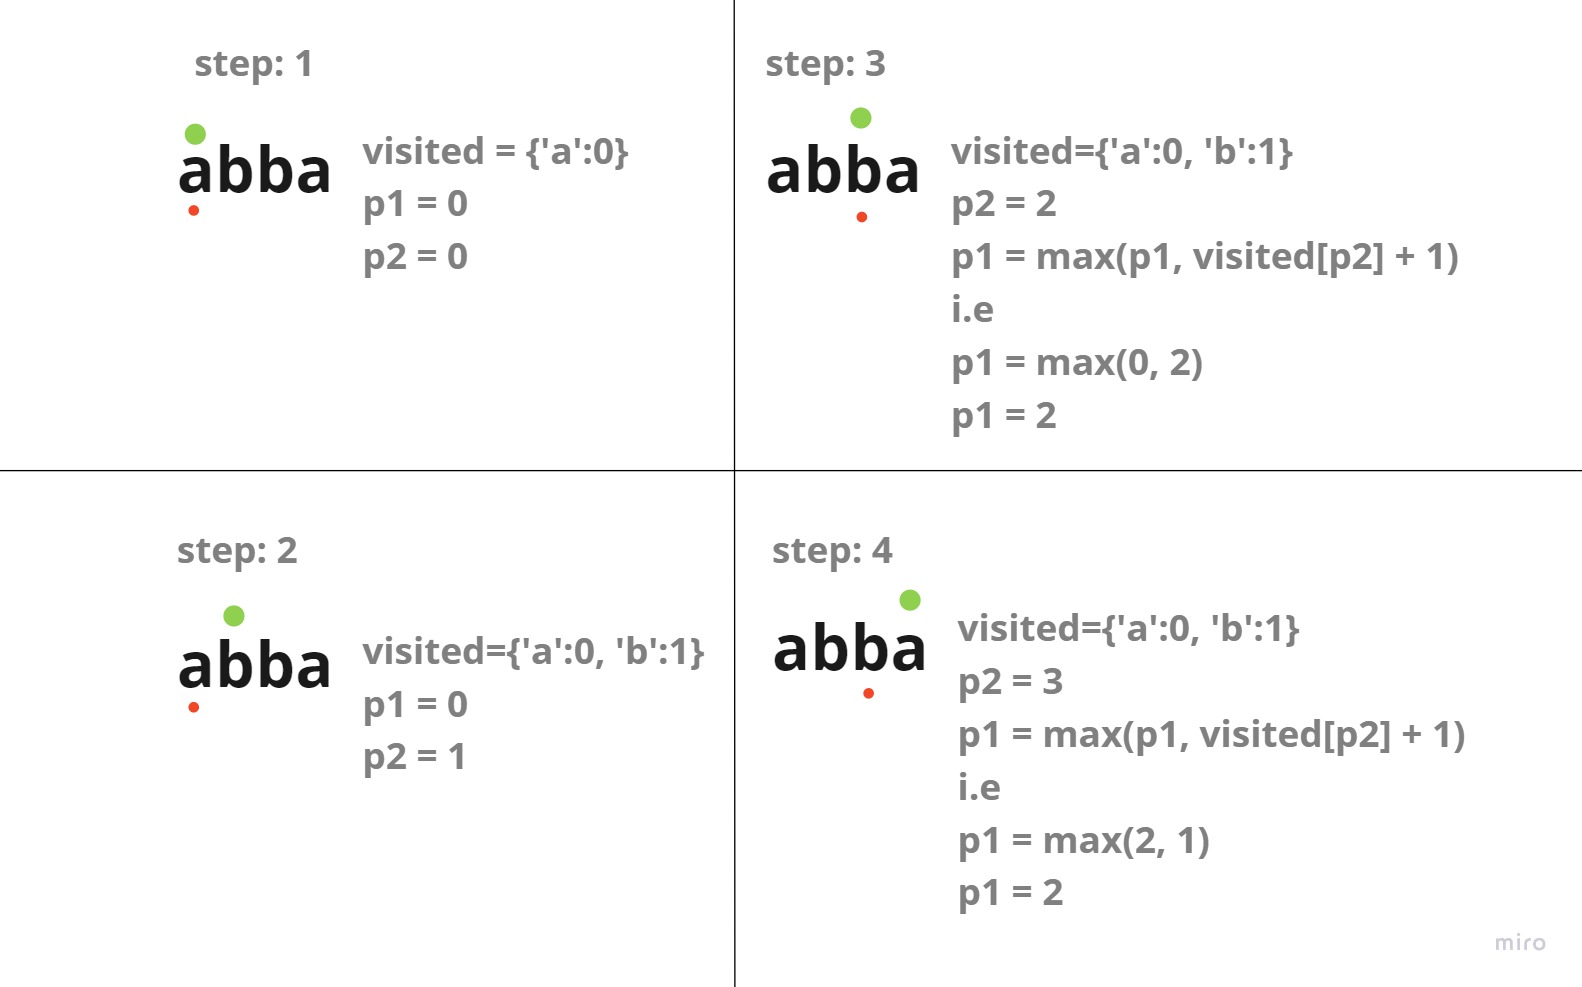 step: 1
abba
visited = {'a':0}
p1 = 0
p2 = 0
step: 2
abba
visited={'a':0, 'b':1}
p1 = 0
p2 = 1
step: 3
abba
visited={'a':0, 'b':1}
p2 = 2
p1 = max(p1, visited[p2] + 1)
i.e
p1 = max(0, 2)
p1 = 2
step: 4
abba
visited={'a':0, 'b':1}
p2 = 3
p1 = max(p1, visited[p2] + 1)
i.e
p1 = max(2, 1)
p1 = 2
miro